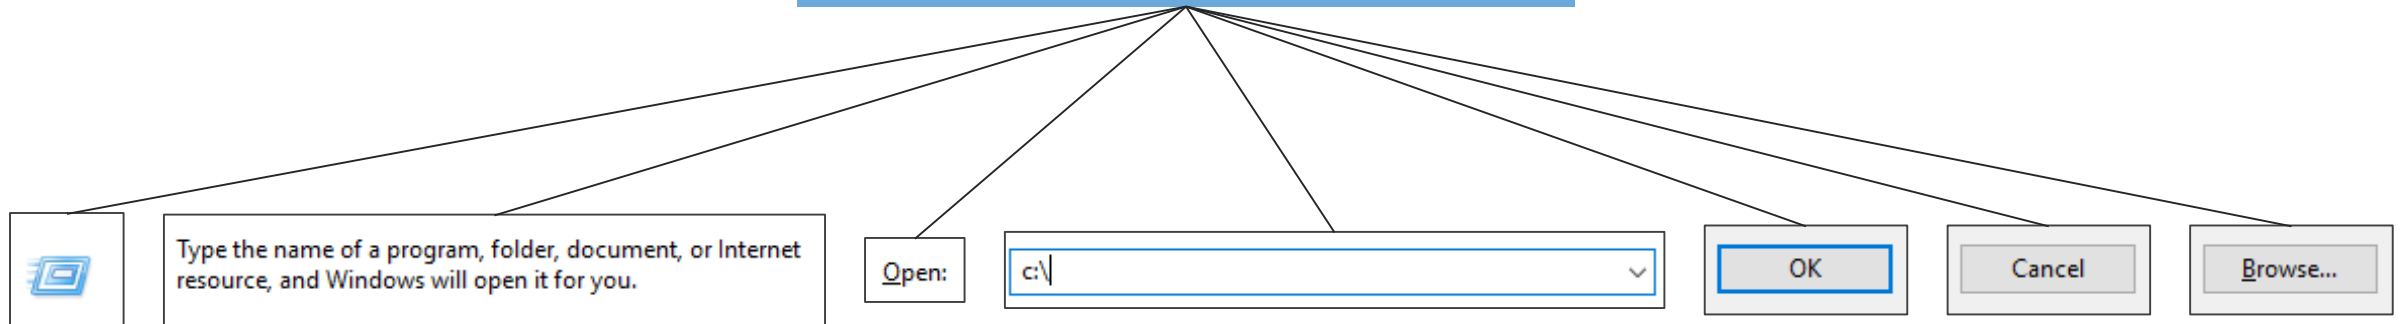 Type the name of a program, folder, document, or Internet
resource, and Windows will open it for you.
Open:
c:\
OK
Cancel
Browse...